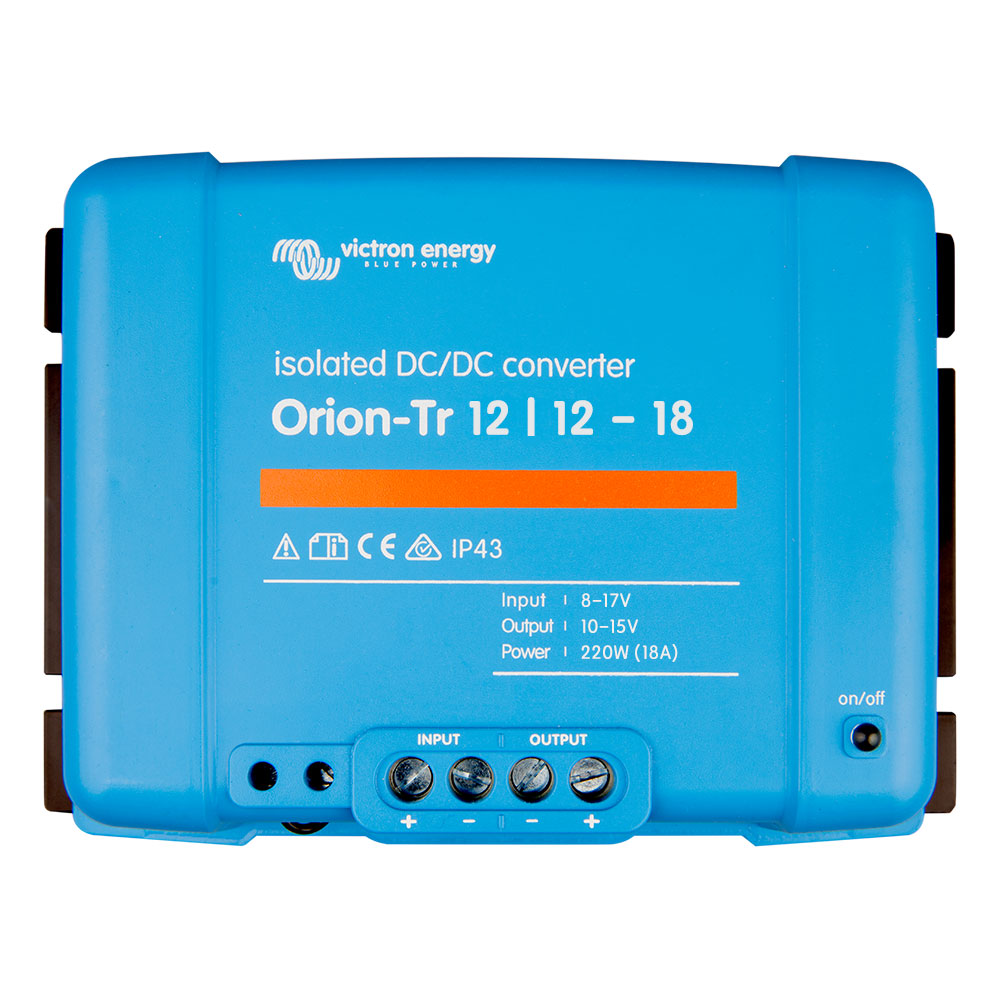 victron energy
BLUE POWER
isolated DC/DC converter
Orion-Tr 12 | 12 – 18
CE IP43
Input | 8–17V
Output | 10–15V
Power | 220W (18A)
on/off
INPUT | OUTPUT
+ – | – +